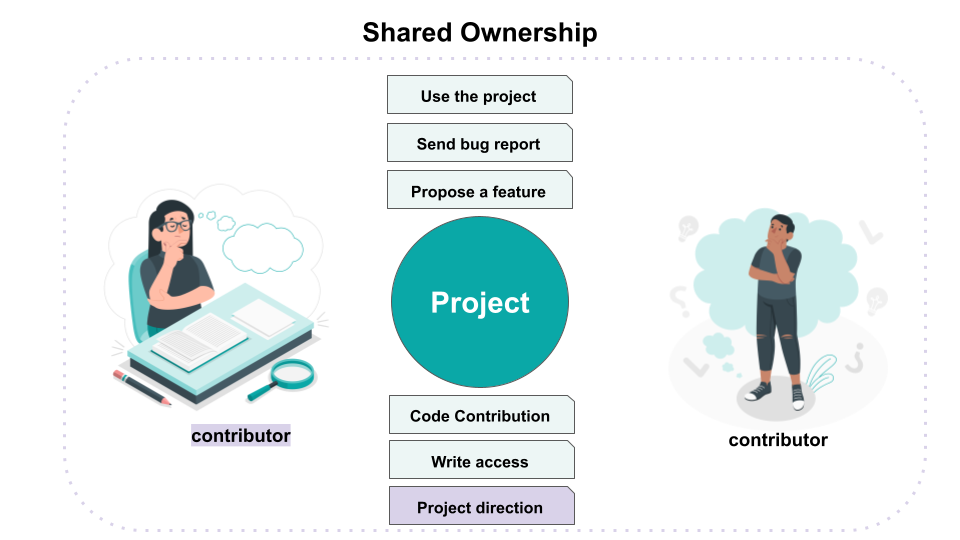 Shared Ownership
Use the project
Send bug report
Propose a feature
Project
Code Contribution
Write access
Project direction
contributor
contributor